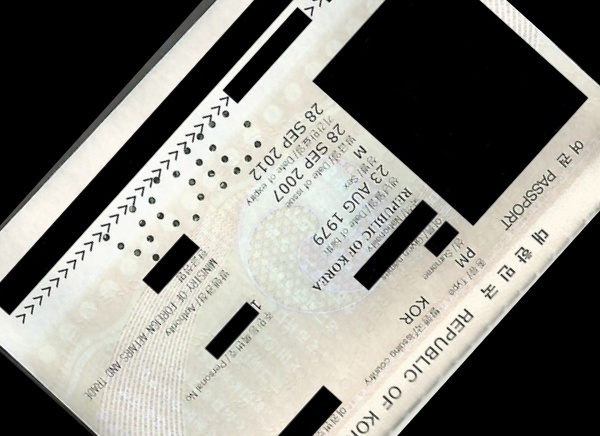 대한민국 REPUBLIC OF KOR
여권 PASSPORT
종류/ Type
발행국/ Issuing country
PM
KOR
성/ Surname
국적/ Nationality
REPUBLIC OF KOREA
생년월일/ Date of birth
23 AUG 1979
성별/ Sex
주민등록번호/ Personal No
M
1
발급일/ Date of issue
28 SEP 2007
발행관청/ Authority
MINISTRY OF FOREIGN AFFAIRS AND TRADE
기간만료일/ Date of expiry
28 SEP 2012